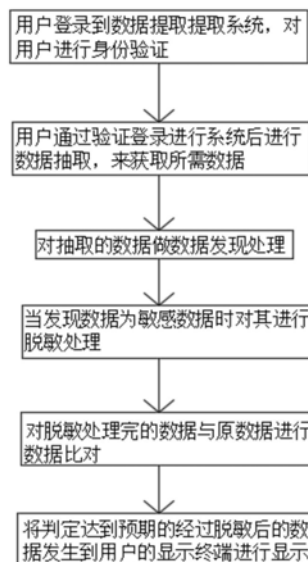 用户登录到数据提取提取系统，对
用户进行身份验证
用户通过验证登录进行系统后进行
数据抽取，来获取所需数据
对抽取的数据做数据发现处理
当发现数据为敏感数据时对其进行
脱敏处理
对脱敏处理完的数据与原数据进行
数据比对
将判定达到预期的经过脱敏后的数
据发生到用户的显示终端进行显示